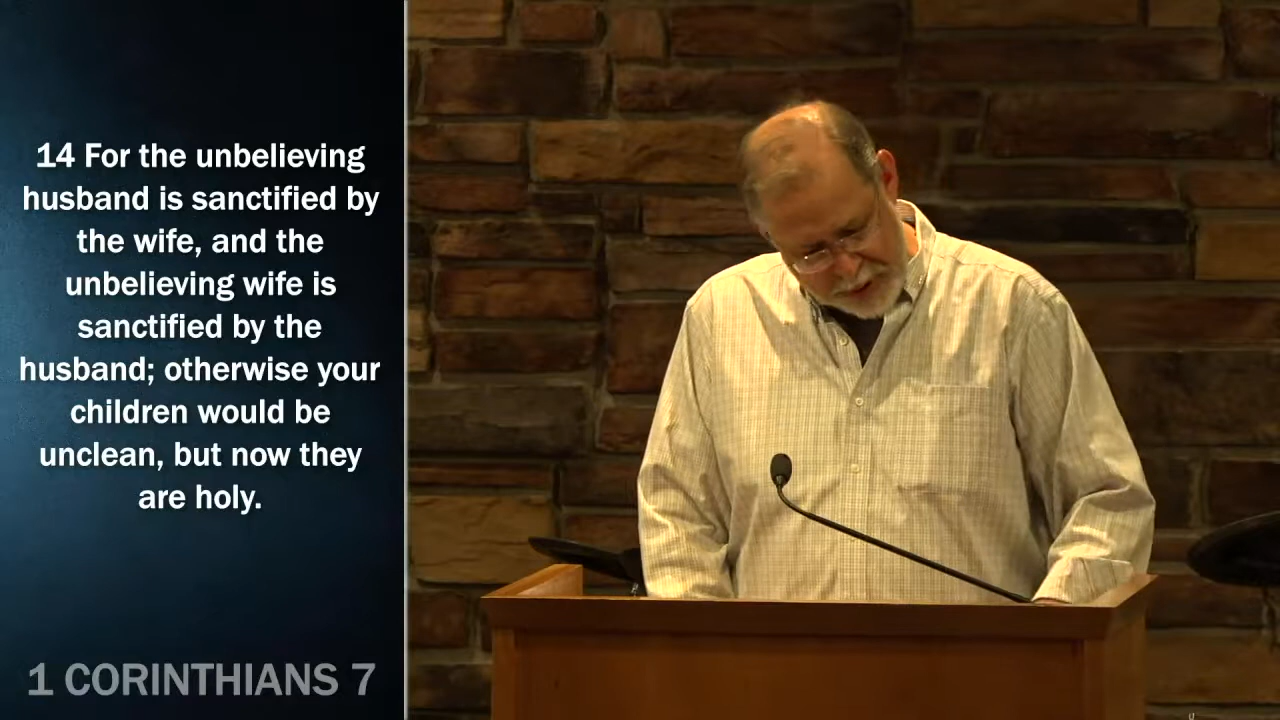 14 For the unbelieving
husband is sanctified by
the wife, and the
unbelieving wife is
sanctified by the
husband; otherwise your
children would be
unclean, but now they
are holy.
1 CORINTHIANS 7